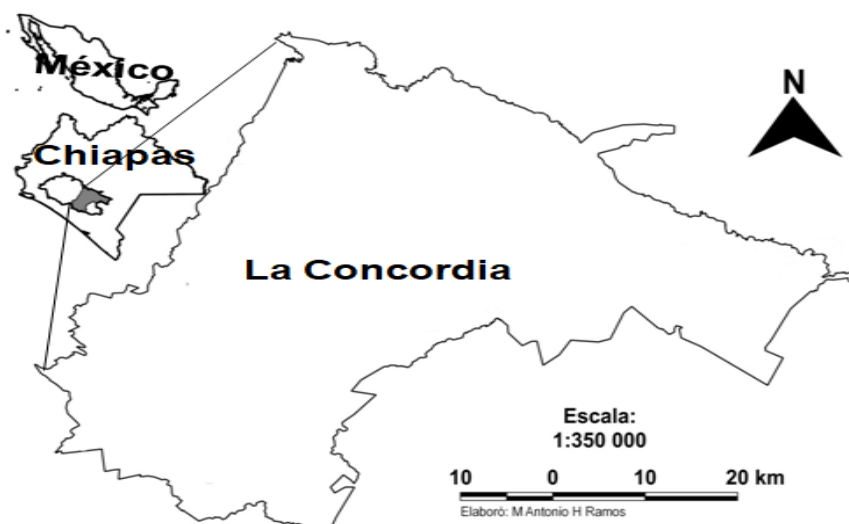 México
Chiapas
La Concordia
N
Escala:
1:350 000
10 0 10 20 km
Elaboró: M Antonio H Ramos